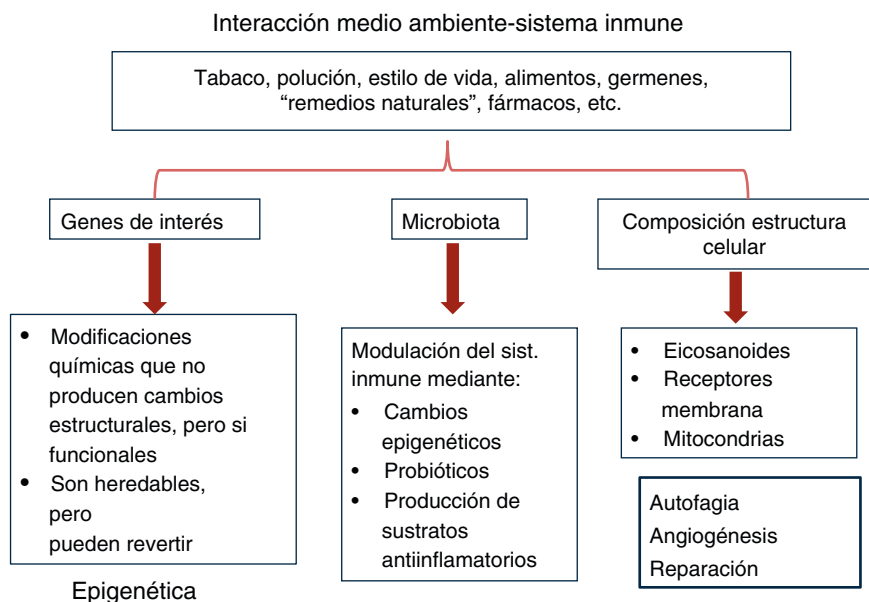 Interacción medio ambiente-sistema inmune
Tabaco, polución, estilo de vida, alimentos, germenes,
“remedios naturales”, fármacos, etc.
Genes de interés
Microbiota
Composición estructura
celular
• Modificaciones
químicas que no
producen cambios
estructurales, pero si
funcionales
• Son heredables,
pero
pueden revertir
Epigenética
Modulación del sist.
inmune mediante:
• Cambios
epigenéticos
• Probióticos
• Producción de
sustratos
antiinflamatorios
• Eicosanoides
• Receptores
membrana
• Mitocondrias
Autofagia
Angiogénesis
Reparación